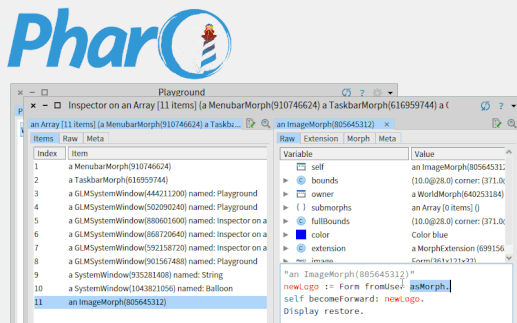 Pharo
Playground
Inspector on an Array [11 items] (a MenubarMorph(910746624) a TaskbarMorph(616959744) a
an Array [11 items] (a MenubarMorph(910746624) a Taskba...
an ImageMorph(805645312)
Items Raw Meta
Raw Extension Morph Meta
Index Item
Variable Value
1 a MenubarMorph(910746624)
2 a TaskbarMorph(616959744)
3 a GLMSystemWindow(444211200) named: Playground
4 a GLMSystemWindow(502090240) named: Playground
5 a GLMSystemWindow(880601600) named: Inspector on a
6 a GLMSystemWindow(868720640) named: Inspector on a
7 a GLMSystemWindow(592158720) named: Inspector on a
8 a GLMSystemWindow(901567488) named: Playground
9 a SystemWindow(935281408) named: String
10 a SystemWindow(1043821056) named: Balloon
11 an ImageMorph(805645312)
self an ImageMorph(805645312
bounds (10.0@28.0) corner: (371.0
owner a WorldMorph(640253184)
submorphs an Array [0 items] ()
fullBounds (10.0@28.0) corner: (371.0
color Color blue
extension a MorphExtension (699156
image Form(361x121x32)
"an ImageMorph(805645312)"
newLogo := Form fromUser asMorph.
self becomeForward: newLogo.
Display restore.